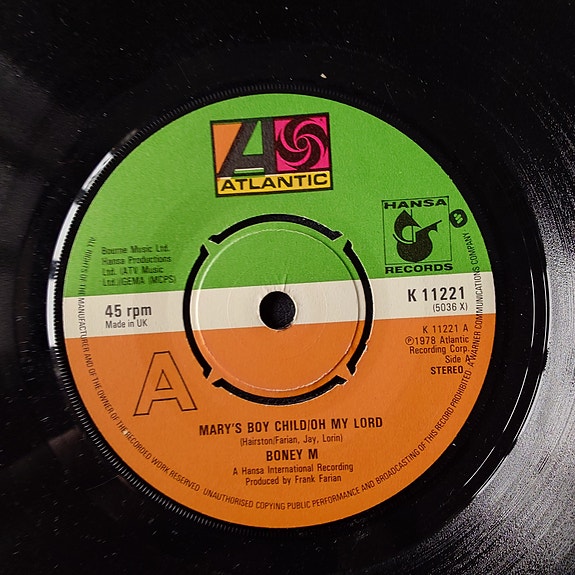 ATLANTIC
HANSA
RECORDS
Bourne Music Ltd.
Hansa Productions
Ltd. (ATV Music
Ltd.)GEMA (MCPS)
45 rpm
Made in UK
K 11221
(5036 X)
K 11221 A
℗1978 Atlantic
Recording Corp.
Side A
STEREO
A
MARY'S BOY CHILD/OH MY LORD
(Hairston/Farian, Jay, Lorin)
BONEY M
A Hansa International Recording
Produced by Frank Farian
ALL RIGHTS OF THE MANUFACTURER AND OF THE OWNER OF THE RECORDED WORK RESERVED UNAUTHORISED COPYING PUBLIC PERFORMANCE AND BROADCASTING OF THIS RECORD PROHIBITED A WARNER COMMUNICATIONS COMPANY